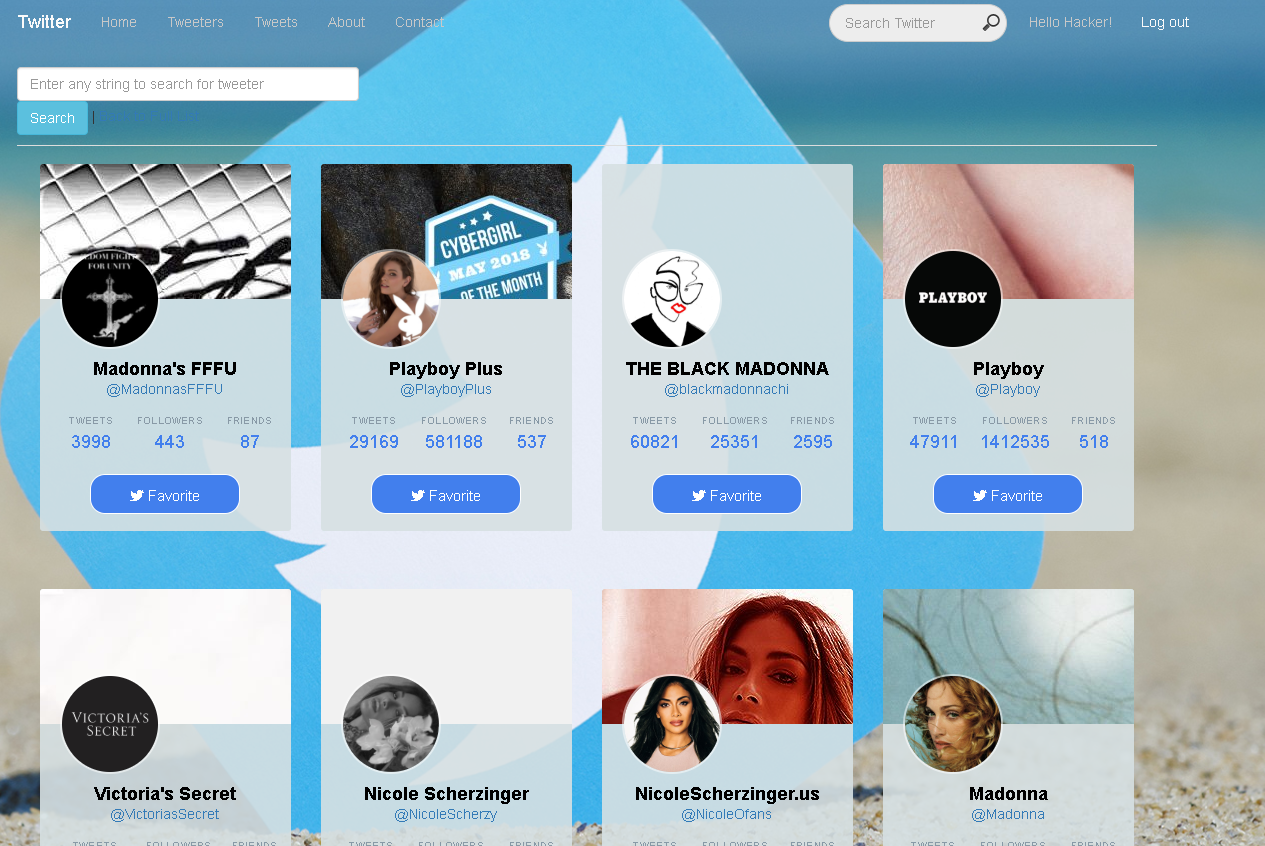 Twitter Home Tweeters Tweets About Contact Search Twitter Hello Hacker! Log out
Enter any string to search for tweeter
Search |
DOM FIGHT
FOR UNITY
CYBERGIRL
MAY 2018
OF THE MONTH
PLAYBOY
Madonna's FFFU Playboy Plus THE BLACK MADONNA Playboy
@MadonnasFFFU @PlayboyPlus @blackmadonnachi @Playboy
TWEETS FOLLOWERS FRIENDS TWEETS FOLLOWERS FRIENDS TWEETS FOLLOWERS FRIENDS TWEETS FOLLOWERS FRIENDS
3998 443 87 29169 581188 537 60821 25351 2595 47911 1412535 518
Favorite Favorite Favorite Favorite
VICTORIA'S
SECRET
Victoria's Secret Nicole Scherzinger NicoleScherzinger.us Madonna
@VictoriasSecret @NicoleScherzy @NicoleOfans @Madonna
TWEETS FOLLOWERS FRIENDS TWEETS FOLLOWERS FRIENDS TWEETS FOLLOWERS FRIENDS TWEETS FOLLOWERS FRIENDS